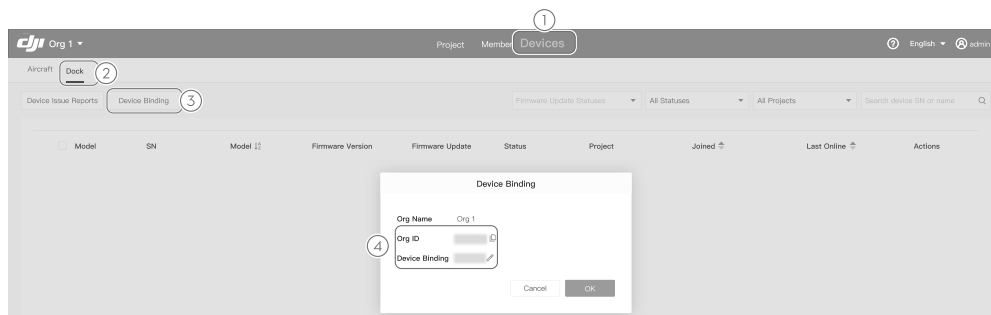 1
dji Org 1 Project Member Devices English admin
Aircraft Dock 2
Device Issue Reports Device Binding 3 Firmware Update Statuses All Statuses All Projects Search device SN or name
Model SN Model Firmware Version Firmware Update Status Project Joined Last Online Actions
Device Binding
Org Name Org 1
4
Org ID
Device Binding
Cancel OK